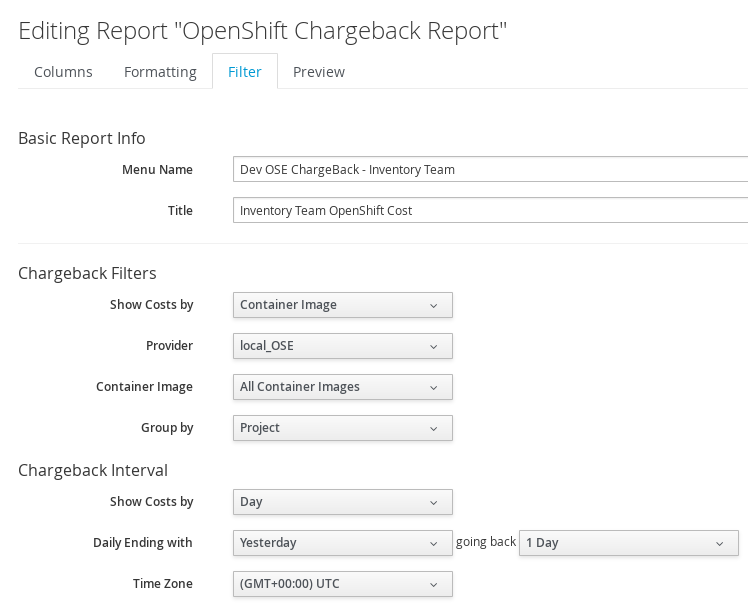 Editing Report "OpenShift Chargeback Report"
Columns Formatting Filter Preview
Basic Report Info
Menu Name Dev OSE ChargeBack - Inventory Team
Title Inventory Team OpenShift Cost
Chargeback Filters
Show Costs by Container Image
Provider local_OSE
Container Image All Container Images
Group by Project
Chargeback Interval
Show Costs by Day
Daily Ending with Yesterday going back 1 Day
Time Zone (GMT+00:00) UTC